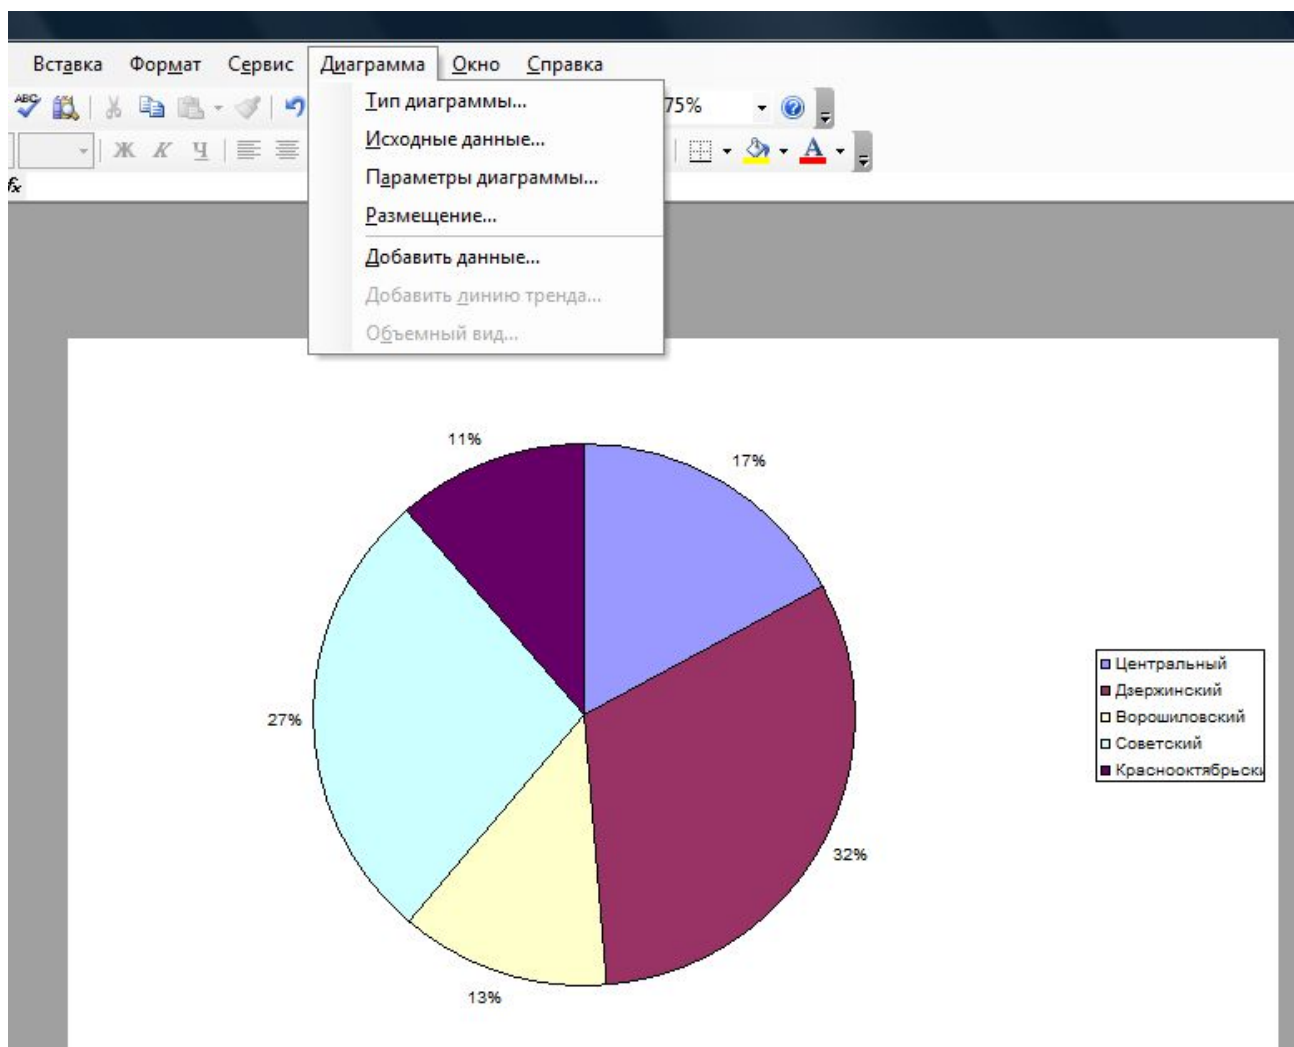 Вставка Формат Сервис Диаграмма Окно Справка
ABC 75%
Ж К Ч A
fx
Тип диаграммы...
Исходные данные...
Параметры диаграммы...
Размещение...
Добавить данные...
Добавить линию тренда...
Объемный вид...
11%
17%
27%
32%
13%
Центральный
Дзержинский
Ворошиловский
Советский
Краснооктябрьски